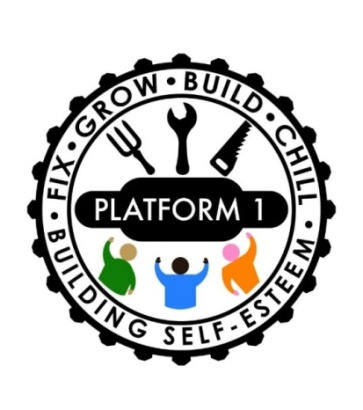 FIX • GROW • BUILD • CHILL
PLATFORM 1
• BUILDING SELF-ESTEEM •